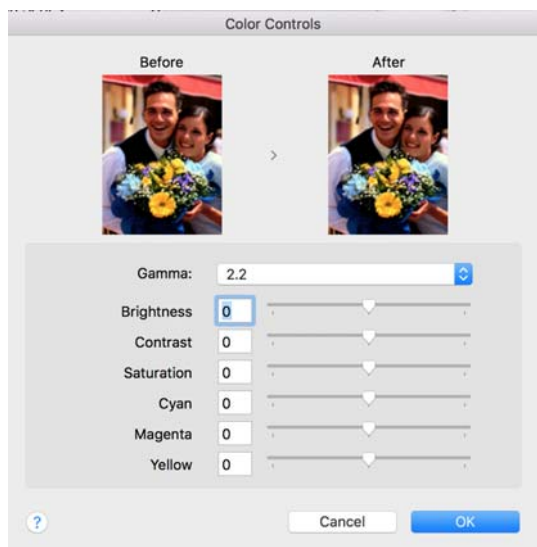 Color Controls
Before After
>
Gamma: 2.2
Brightness 0
Contrast 0
Saturation 0
Cyan 0
Magenta 0
Yellow 0
? Cancel OK